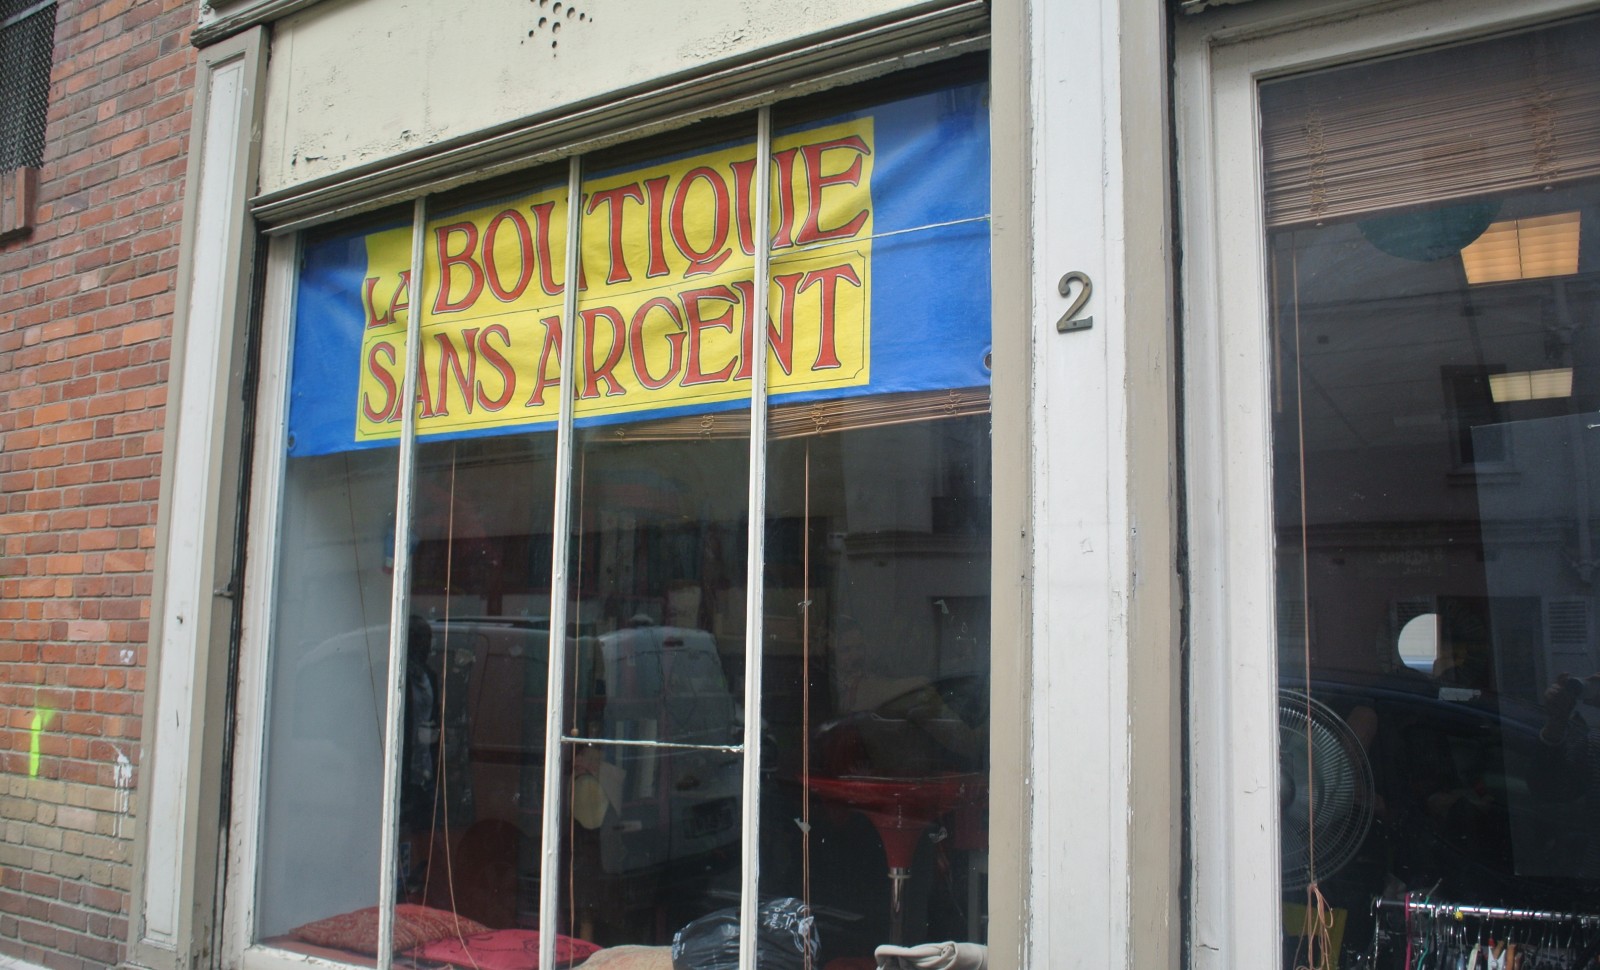 LA BOUTIQUE
SANS ARGENT
2